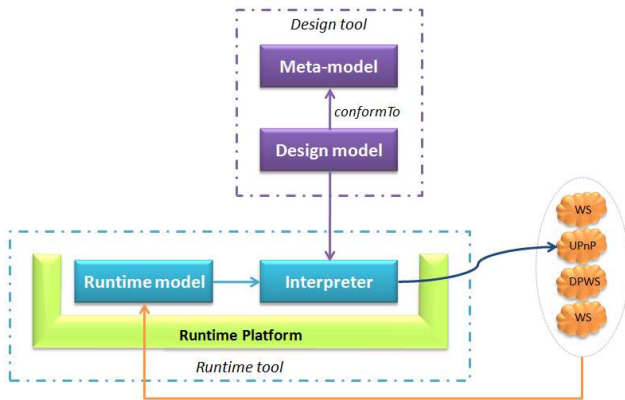 Design tool
Meta-model
conformTo
Design model
WS
UPnP
DPWS
WS
Runtime model
Interpreter
Runtime Platform
Runtime tool